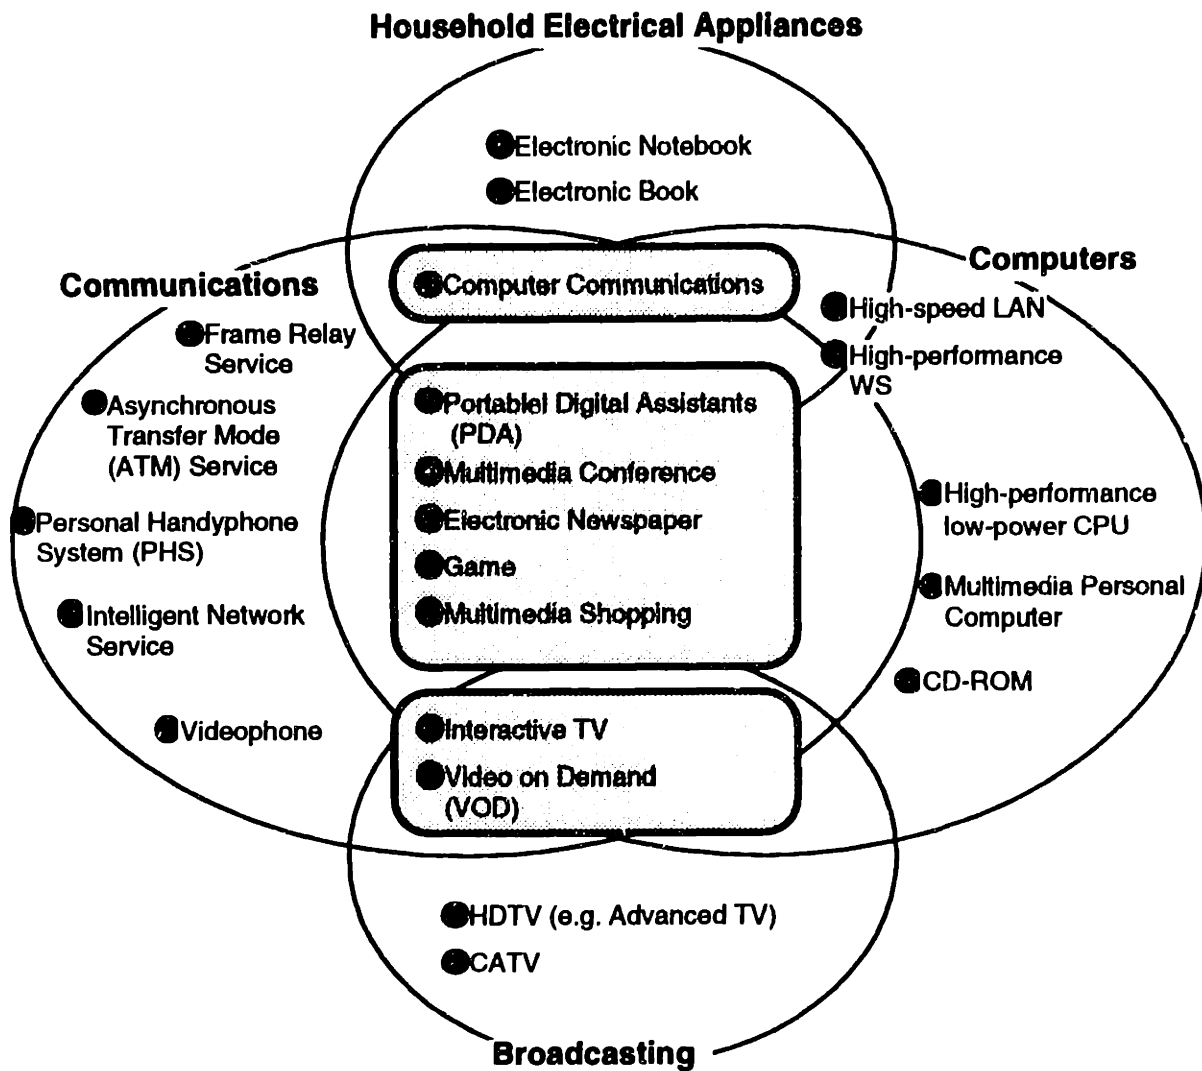 Household Electrical Appliances
Electronic Notebook
Electronic Book
Communications
Computers
Computer Communications
High-speed LAN
High-performance
WS
Frame Relay
Service
Asynchronous
Transfer Mode
(ATM) Service
Personal Handyphone
System (PHS)
Intelligent Network
Service
Videophone
Portablel Digital Assistants
(PDA)
Multimedia Conference
Electronic Newspaper
Game
Multimedia Shopping
High-performance
low-power CPU
Multimedia Personal
Computer
CD-ROM
Interactive TV
Video on Demand
(VOD)
HDTV (e.g. Advanced TV)
CATV
Broadcasting